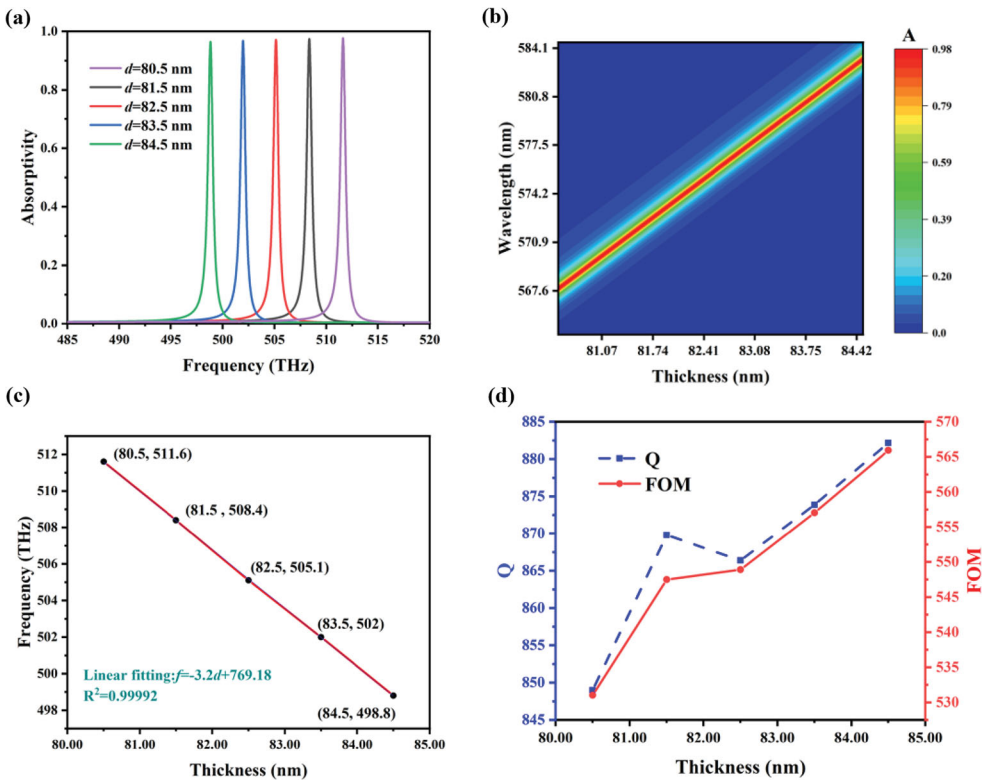 (a)
1.0
0.8
0.6
0.4
0.2
0.0
Absorptivity
d=80.5 nm
d=81.5 nm
d=82.5 nm
d=83.5 nm
d=84.5 nm
485 490 495 500 505 510 515 520
Frequency (THz)
(b)
584.1
580.8
577.5
574.2
570.9
567.6
Wavelength (nm)
81.07 81.74 82.41 83.08 83.75 84.42
Thickness (nm)
A
0.98
0.79
0.59
0.39
0.20
0.0
(c)
512
510
508
506
504
502
500
498
Frequency (THz)
(80.5, 511.6)
(81.5 , 508.4)
(82.5, 505.1)
(83.5, 502)
(84.5, 498.8)
Linear fitting:f=-3.2d+769.18
R²=0.99992
80.00 81.00 82.00 83.00 84.00 85.00
Thickness (nm)
(d)
885
880
875
870
865
860
855
850
845
Q
Q
FOM
570
565
560
555
550
545
540
535
530
FOM
80.00 81.00 82.00 83.00 84.00 85.00
Thickness (nm)